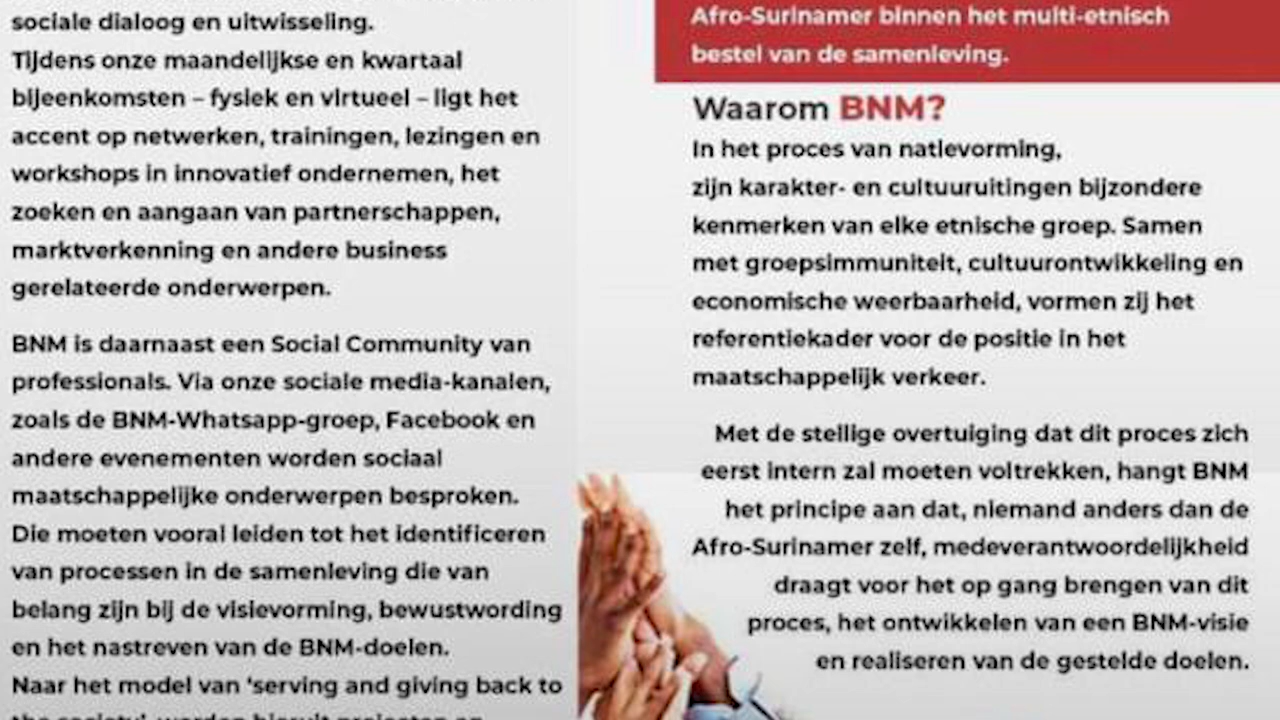 sociale dialoog en uitwisseling.
Tijdens onze maandelijkse en kwartaal
bijeenkomsten – fysiek en virtueel – ligt het
accent op netwerken, trainingen, lezingen en
workshops in innovatief ondernemen, het
zoeken en aangaan van partnerschappen,
marktverkenning en andere business
gerelateerde onderwerpen.
BNM is daarnaast een Social Community van
professionals. Via onze sociale media-kanalen,
zoals de BNM-Whatsapp-groep, Facebook en
andere evenementen worden sociaal
maatschappelijke onderwerpen besproken.
Die moeten vooral leiden tot het identificeren
van processen in de samenleving die van
belang zijn bij de visievorming, bewustwording
en het nastreven van de BNM-doelen.
Naar het model van ‘serving and giving back to
the society’, worden hieruit projecten en
Afro-Surinamer binnen het multi-etnisch
bestel van de samenleving.
Waarom BNM?
In het proces van natievorming,
zijn karakter- en cultuuruitingen bijzondere
kenmerken van elke etnische groep. Samen
met groepsimmuniteit, cultuurontwikkeling en
economische weerbaarheid, vormen zij het
referentiekader voor de positie in het
maatschappelijk verkeer.
Met de stellige overtuiging dat dit proces zich
eerst intern zal moeten voltrekken, hangt BNM
het principe aan dat, niemand anders dan de
Afro-Surinamer zelf, medeverantwoordelijkheid
draagt voor het op gang brengen van dit
proces, het ontwikkelen van een BNM-visie
en realiseren van de gestelde doelen.